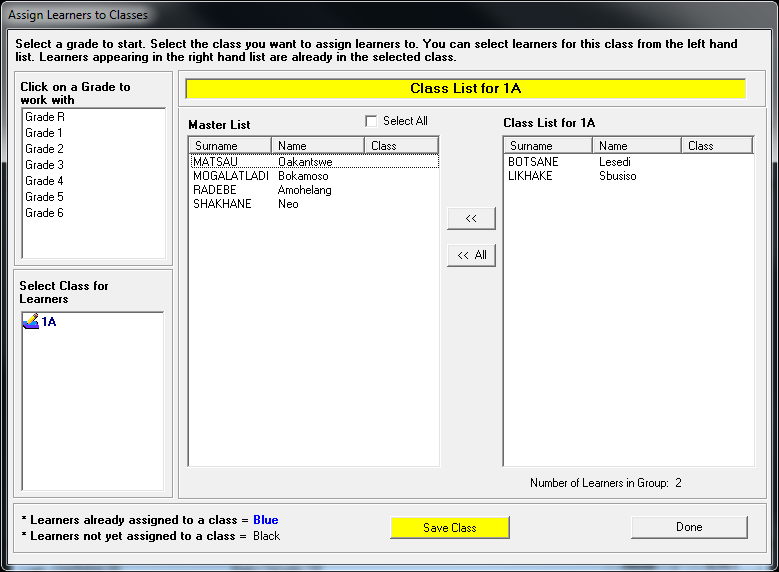 Assign Learners to Classes
Select a grade to start. Select the class you want to assign learners to. You can select learners for this class from the left hand
list. Learners appearing in the right hand list are already in the selected class.
Click on a Grade to
work with
Grade R
Grade 1
Grade 2
Grade 3
Grade 4
Grade 5
Grade 6
Select Class for
Learners
1A
Class List for 1A
Master List
Select All
Surname Name Class
MATSAU Oakantswe
MOGALATLADI Bokamoso
RADEBE Amohelang
SHAKHANE Neo
<<
<< All
Class List for 1A
Surname Name Class
BOTSANE Lesedi
LIKHAKE Sbusiso
Number of Learners in Group: 2
* Learners already assigned to a class = Blue
* Learners not yet assigned to a class = Black
Save Class
Done